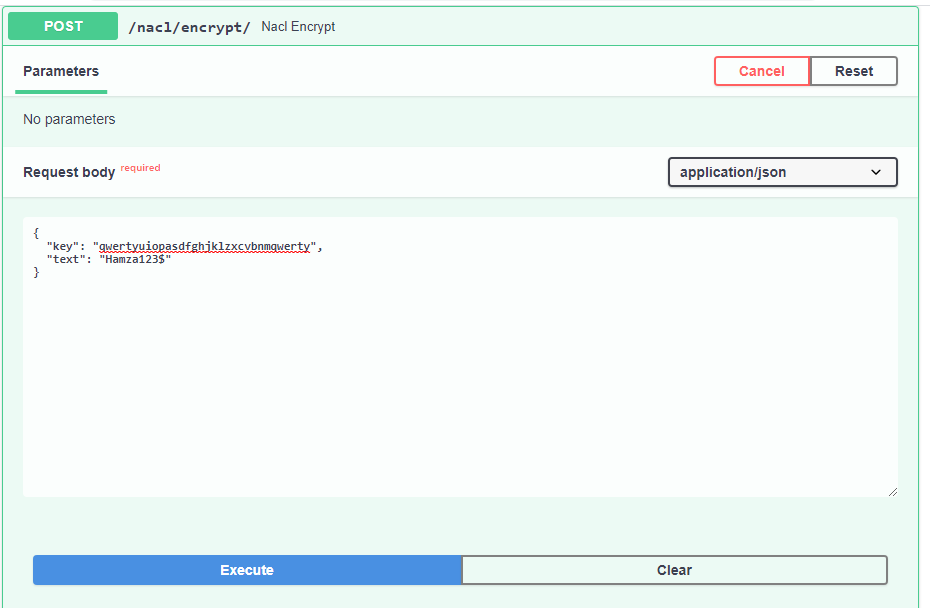 POST /nacl/encrypt/ Nacl Encrypt
Parameters
Cancel
Reset
No parameters
Request body required
application/json
{
"key": "qwertyuiopasdfghjklzxcvbnmqwerty",
"text": "Hamza123$"
}
Execute
Clear